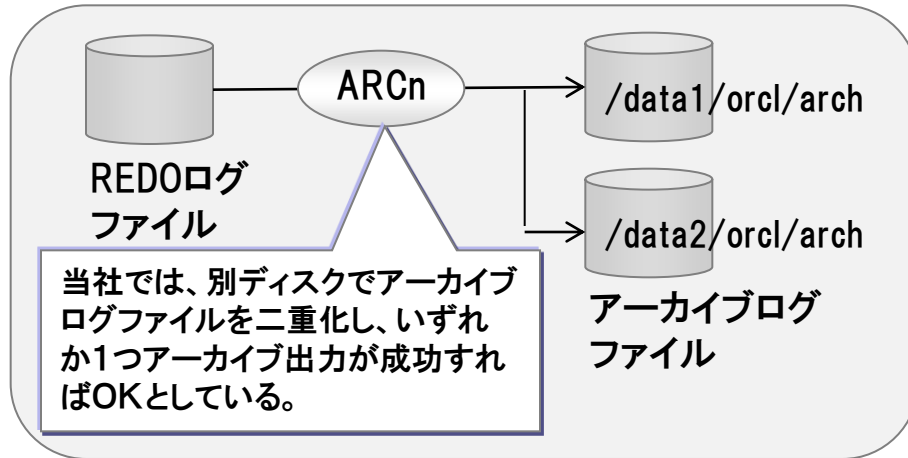 ARCn
/data1/orcl/arch
REDOログ
ファイル
/data2/orcl/arch
当社では、別ディスクでアーカイブ
ログファイルを二重化し、いずれ
か1つアーカイブ出力が成功すれ
ばOKとしている。
アーカイブログ
ファイル